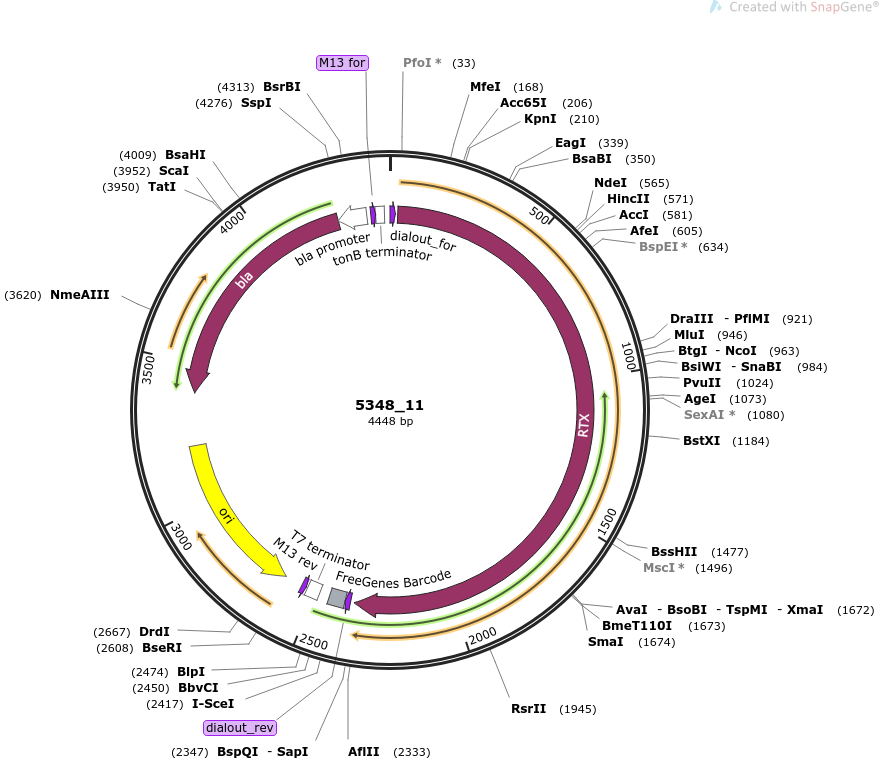 Created with SnapGene®
M13 for
PfoI * (33)
(4313) BsrBI
(4276) SspI
MfeI (168)
Acc65I (206)
KpnI (210)
EagI (339)
BsaBI (350)
(4009) BsaHI
(3952) ScaI
(3950) TatI
NdeI (565)
HincII (571)
AccI (581)
AfeI (605)
BspEI * (634)
4000
500
bla promoter
dialout_for
tonB terminator
bla
(3620) NmeAIII
DraIII - PflMI (921)
MluI (946)
BtgI - NcoI (963)
BsiWI - SnaBI (984)
PvuII (1024)
AgeI (1073)
SexAI * (1080)
BstXI (1184)
3500
1000
5348_11
4448 bp
RTX
ori
3000
1500
T7 terminator
M13 rev
FreeGenes Barcode
BssHII (1477)
MscI * (1496)
AvaI - BsoBI - TspMI - XmaI (1672)
BmeT110I (1673)
SmaI (1674)
(2667) DrdI
(2608) BseRI
2500
2000
(2474) BlpI
(2450) BbvCI
(2417) I-SceI
RsrII (1945)
dialout_rev
(2347) BspQI - SapI
AflII (2333)